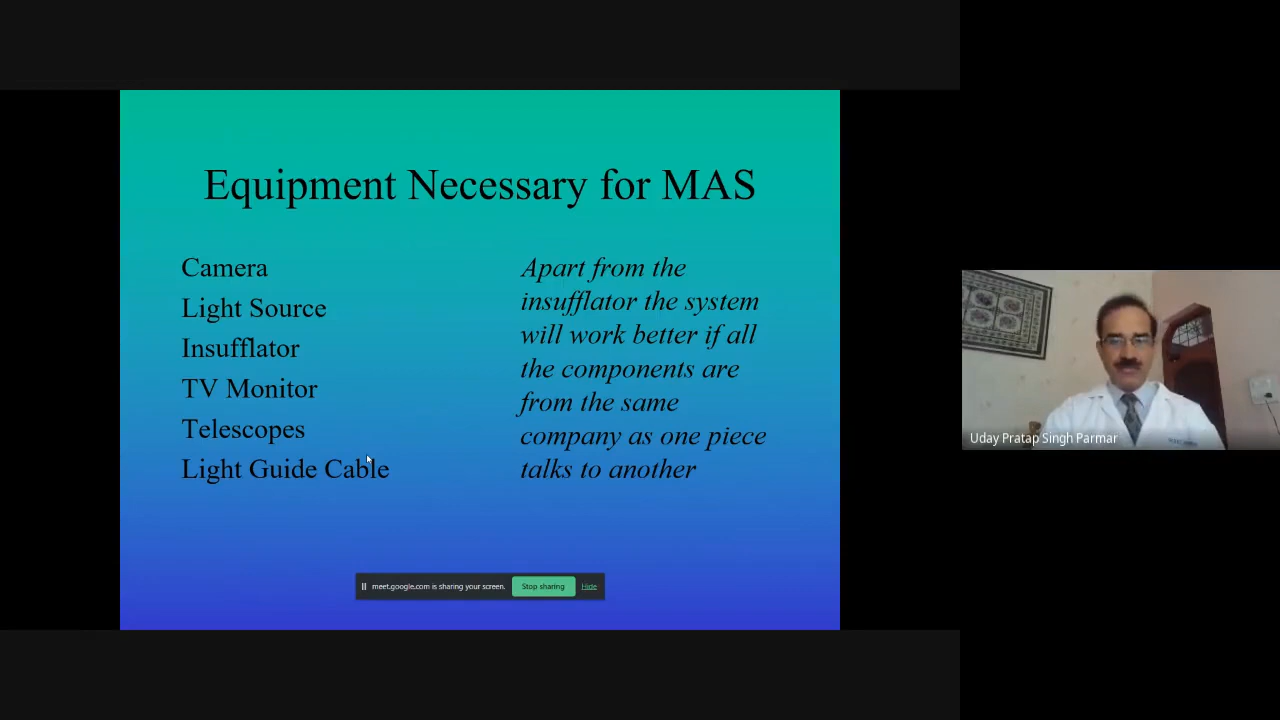 Equipment Necessary for MAS
Camera
Light Source
Insufflator
TV Monitor
Telescopes
Light Guide Cable
Apart from the
insufflator the system
will work better if all
the components are
from the same
company as one piece
talks to another
meet.google.com is sharing your screen.
Stop sharing
Hide
Uday Pratap Singh Parmar